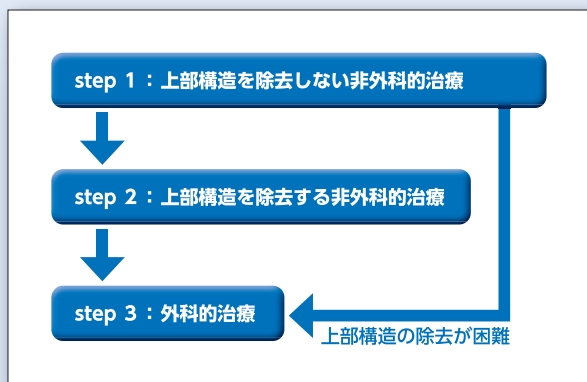 step 1：上部構造を除去しない非外科的治療
step 2：上部構造を除去する非外科的治療
step 3：外科的治療
上部構造の除去が困難